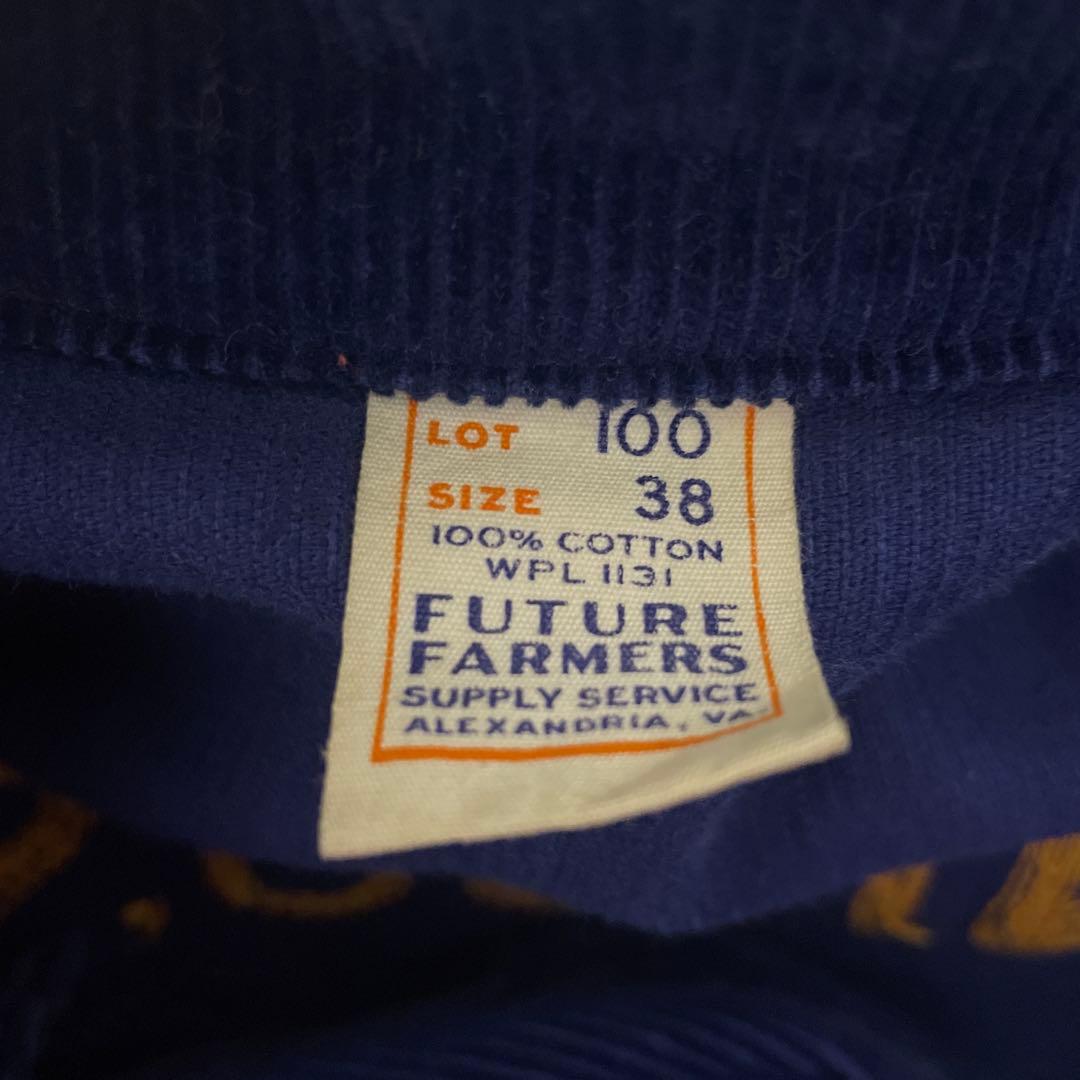 LOT 100
SIZE 38
100% COTTON
WPL 1131
FUTURE
FARMERS
SUPPLY SERVICE
ALEXANDRIA, VA.